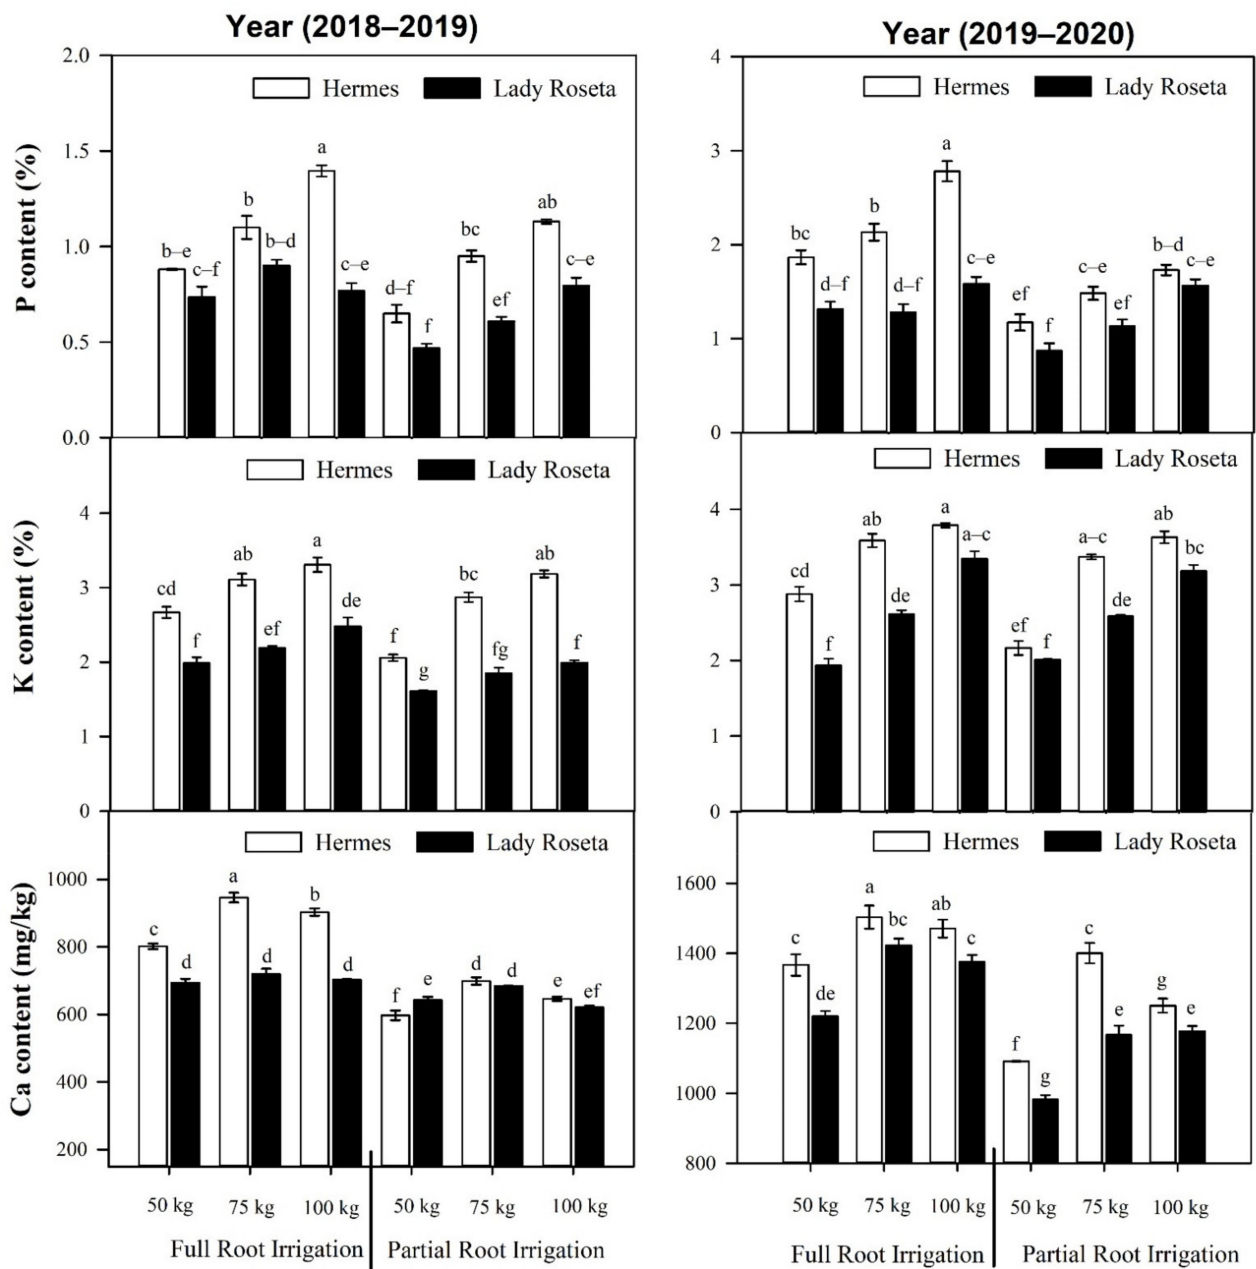 Year (2018–2019)
Year (2019–2020)
P content (%)
2.0
1.5
1.0
0.5
0.0
Hermes
Lady Roseta
b–e
c–f
b
b–d
a
c–e
d–f
f
bc
ef
ab
c–e
4
3
2
1
0
Hermes
Lady Roseta
bc
d–f
b
d–f
a
c–e
ef
f
c–e
ef
b–d
c–e
K content (%)
4
3
2
1
0
Hermes
Lady Roseta
cd
f
ab
ef
a
de
f
g
bc
fg
ab
f
4
3
2
1
0
Hermes
Lady Roseta
cd
f
ab
de
a
a–c
ef
f
a–c
de
ab
bc
Ca content (mg/kg)
1000
800
600
400
200
Hermes
Lady Roseta
c
d
a
d
b
d
f
e
d
d
e
ef
1600
1400
1200
1000
800
Hermes
Lady Roseta
c
de
a
bc
ab
c
f
g
c
e
g
e
50 kg 75 kg 100 kg 50 kg 75 kg 100 kg
Full Root Irrigation Partial Root Irrigation
50 kg 75 kg 100 kg 50 kg 75 kg 100 kg
Full Root Irrigation Partial Root Irrigation